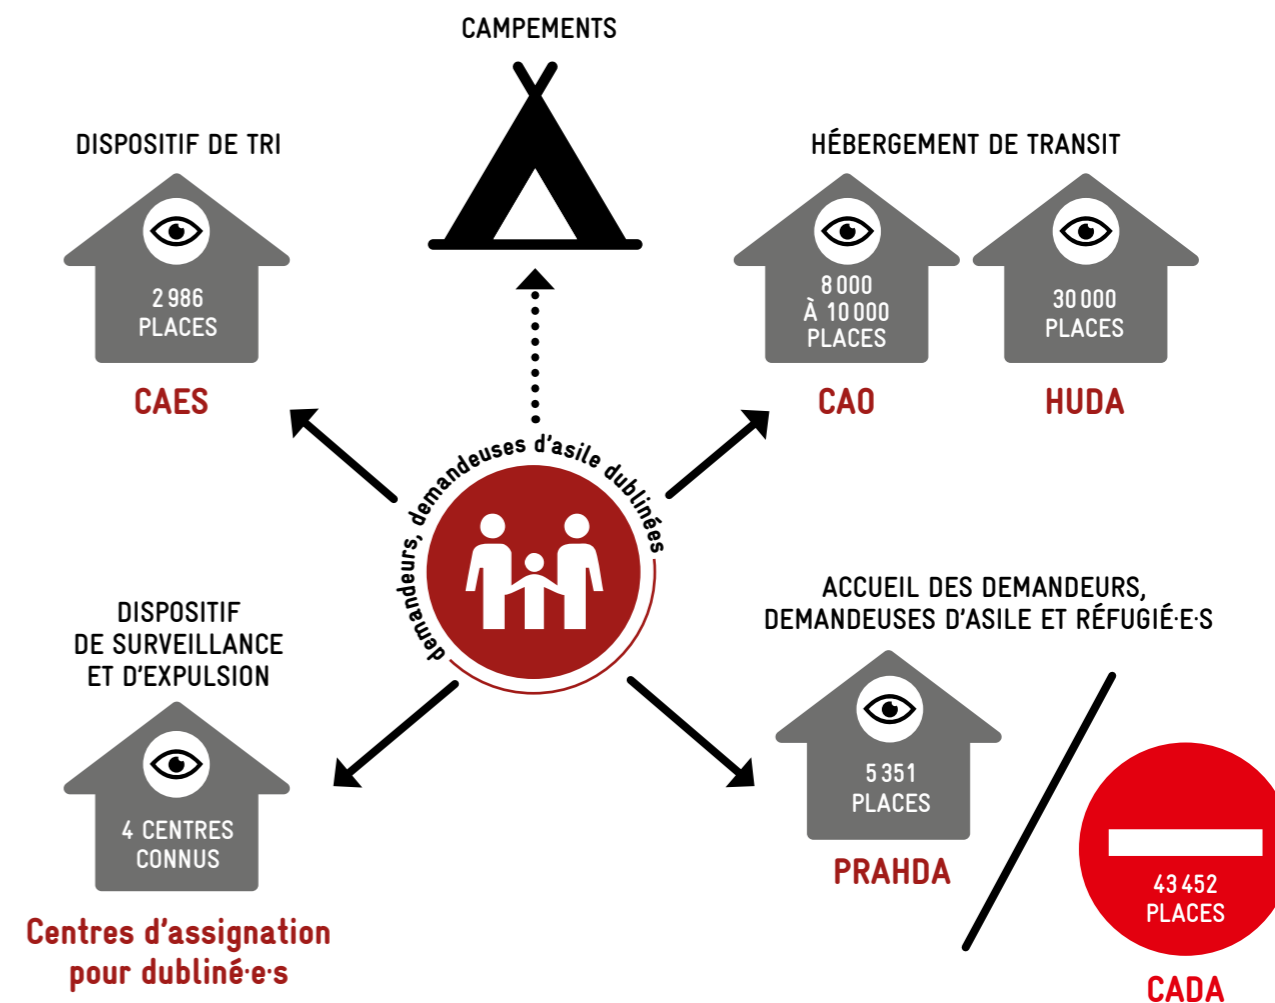 CAMPEMENTS
DISPOSITIF DE TRI
2 986
PLACES
CAES
HÉBERGEMENT DE TRANSIT
8 000
À 10 000
PLACES
CAO
30 000
PLACES
HUDA
demandeurs, demandeuses d'asile dublinées
DISPOSITIF
DE SURVEILLANCE
ET D'EXPULSION
4 CENTRES
CONNUS
Centres d'assignation
pour dubliné·e·s
ACCUEIL DES DEMANDEURS,
DEMANDEUSES D'ASILE ET RÉFUGIÉ·E·S
5 351
PLACES
PRAHDA
43 452
PLACES
CADA